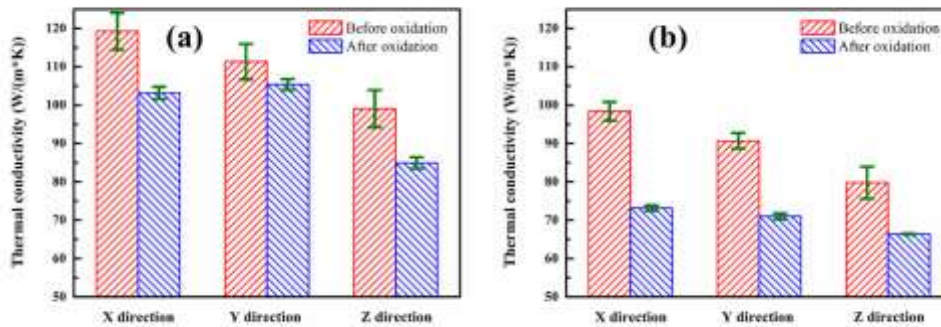 (a)
Before oxidation
After oxidation
Thermal conductivity (W/(m*K))
120
110
100
90
80
70
60
50
X direction Y direction Z direction
(b)
Before oxidation
After oxidation
Thermal conductivity (W/(m*K))
120
110
100
90
80
70
60
50
X direction Y direction Z direction